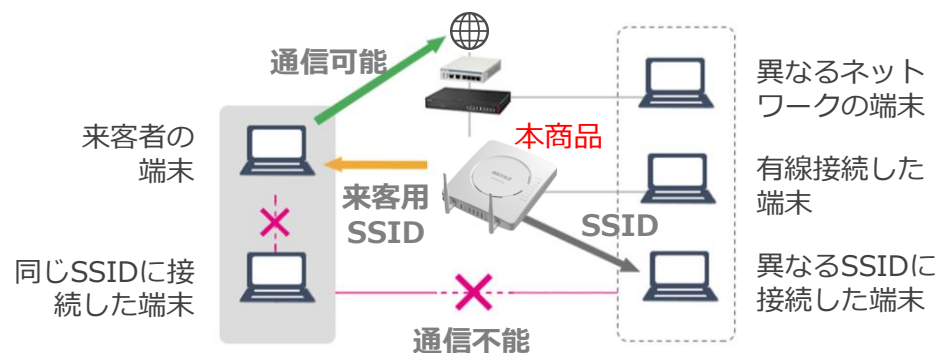 通信可能
異なるネット
ワークの端末
来客者の
端末
本商品
有線接続した
端末
来客用
SSID
SSID
同じSSIDに接
続した端末
異なるSSIDに
接続した端末
通信不能